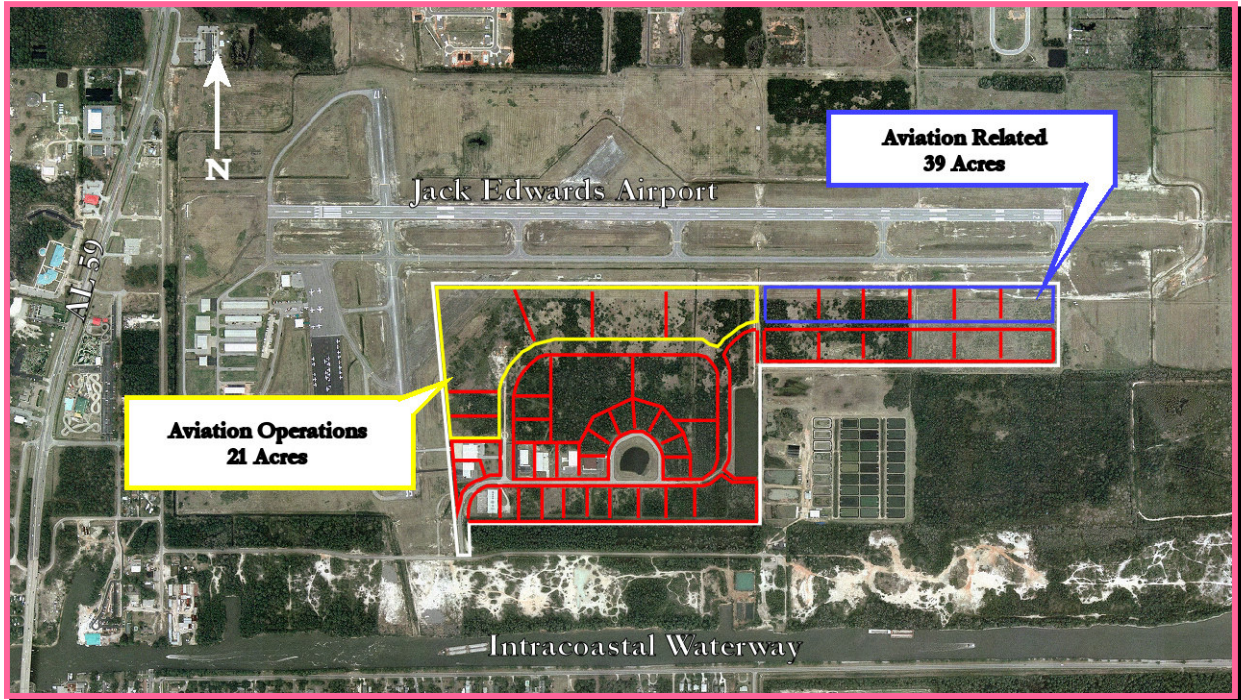 Aviation Related
39 Acres
N
Jack Edwards Airport
AL 59
Aviation Operations
21 Acres
Intracoastal Waterway